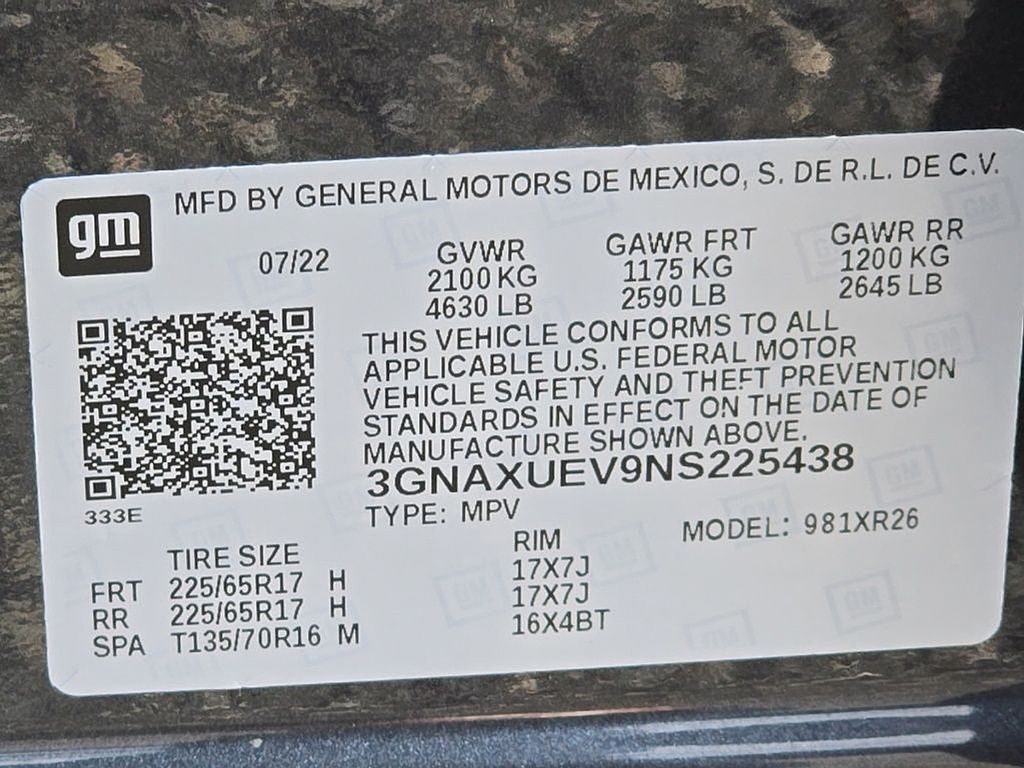 gm
MFD BY GENERAL MOTORS DE MEXICO, S. DE R.L. DE C.V.
07/22
GVWR
2100 KG
4630 LB
GAWR FRT
1175 KG
2590 LB
GAWR RR
1200 KG
2645 LB
THIS VEHICLE CONFORMS TO ALL
APPLICABLE U.S. FEDERAL MOTOR
VEHICLE SAFETY AND THEFT PREVENTION
STANDARDS IN EFFECT ON THE DATE OF
MANUFACTURE SHOWN ABOVE.
3GNAXUEV9NS225438
333E
TYPE: MPV
MODEL: 981XR26
TIRE SIZE RIM
FRT 225/65R17 H 17X7J
RR 225/65R17 H 17X7J
SPA T135/70R16 M 16X4BT